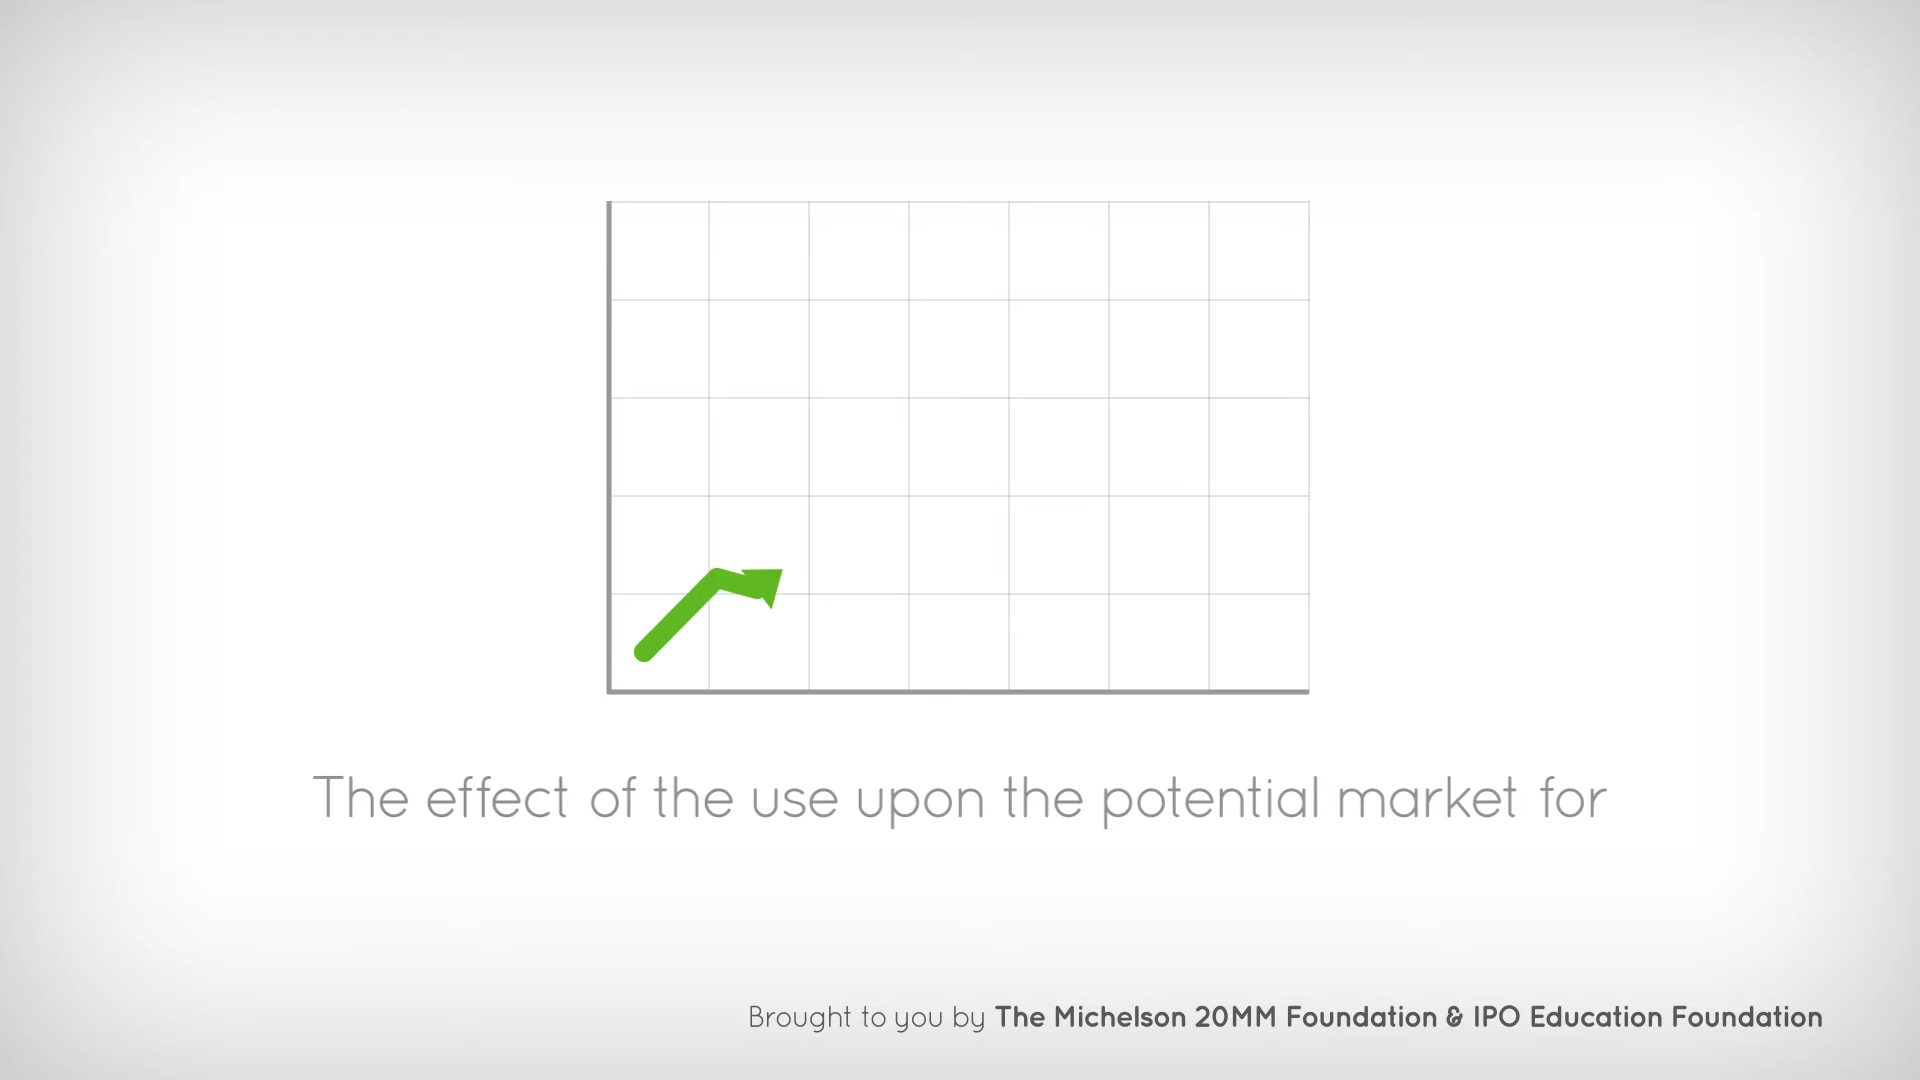 The effect of the use upon the potential market for
Brought to you by The Michelson 20MM Foundation & IPO Education Foundation